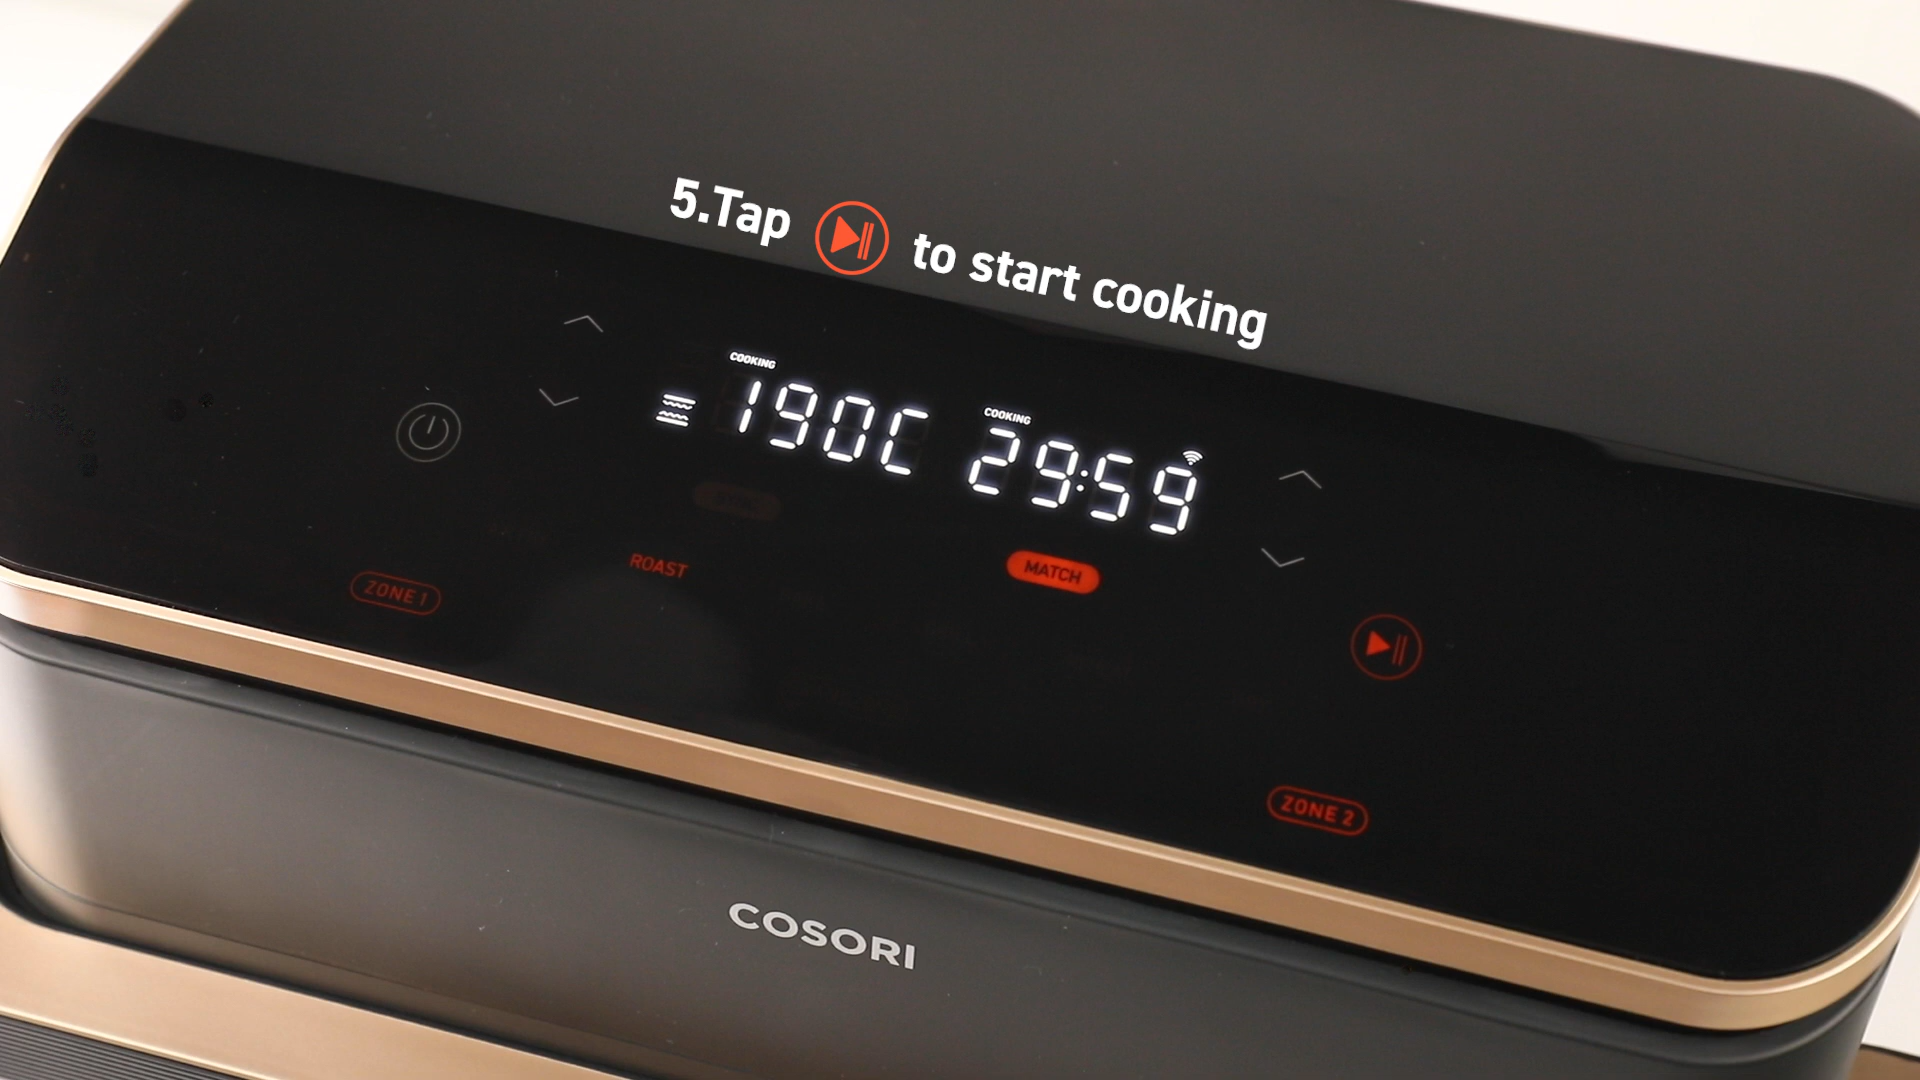 5.Tap to start cooking
COOKING COOKING
190C 29:59
ROAST MATCH
ZONE 1
ZONE 2
COSORI